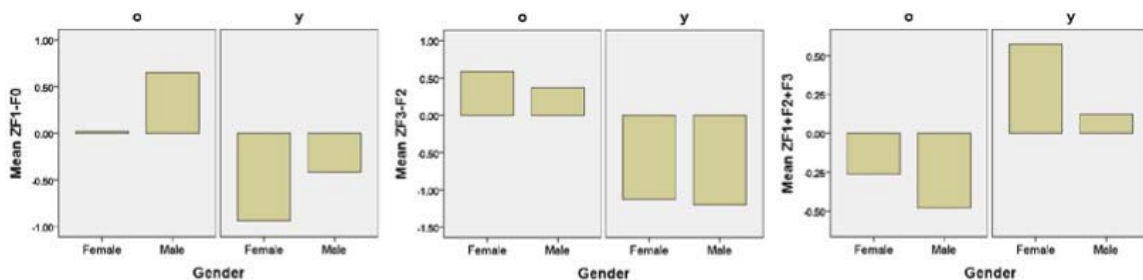 o y
Mean ZF1-F0
1.00
0.50
0.00
-0.50
-1.00
Female Male Female Male
Gender
o y
Mean ZF3-F2
1.00
0.50
0.00
-0.50
-1.00
-1.50
Female Male Female Male
Gender
o y
Mean ZF1+F2+F3
0.50
0.25
0.00
-0.25
-0.50
Female Male Female Male
Gender